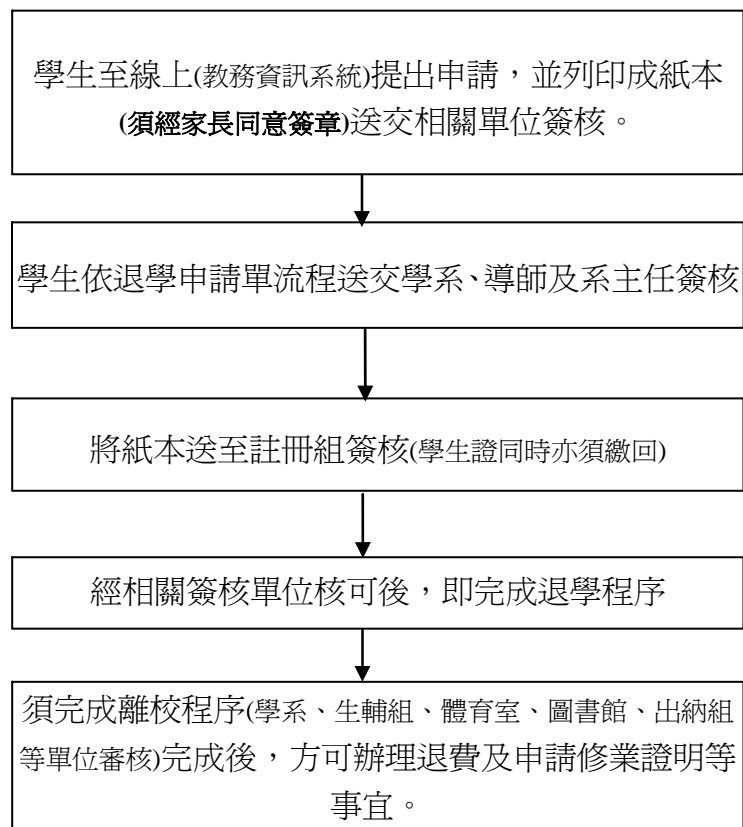 學生至線上(教務資訊系統)提出申請，並列印成紙本
(須經家長同意簽章)送交相關單位簽核。
學生依退學申請單流程送交學系、導師及系主任簽核
將紙本送至註冊組簽核(學生證同時亦須繳回)
經相關簽核單位核可後，即完成退學程序
須完成離校程序(學系、生輔組、體育室、圖書館、出納組
等單位審核)完成後，方可辦理退費及申請修業證明等
事宜。